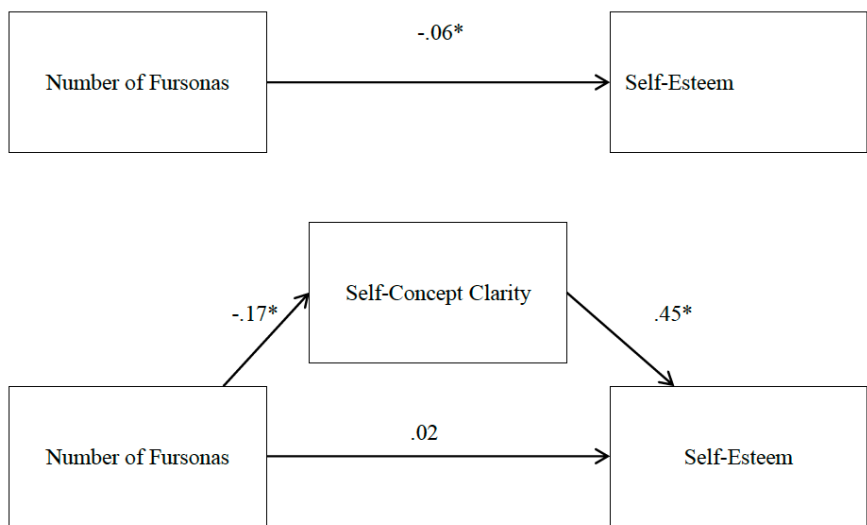 -.06*
Number of Fursonas
Self-Esteem
Self-Concept Clarity
-.17*
.45*
.02
Number of Fursonas
Self-Esteem